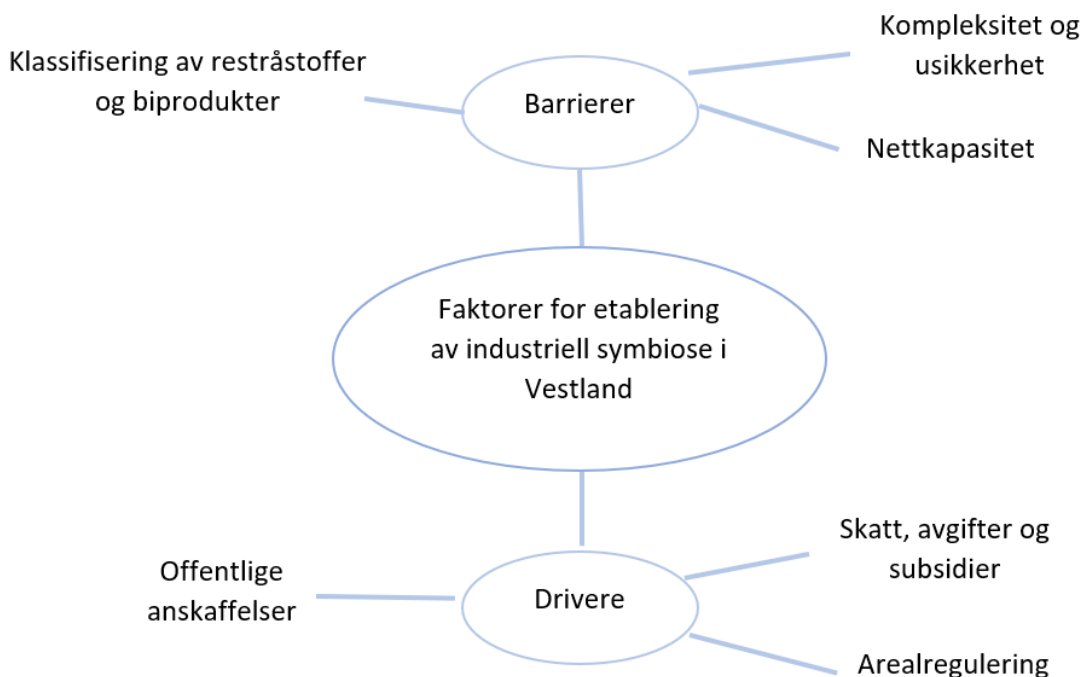 Klassifisering av restråstoffer
og biprodukter
Barrierer
Kompleksitet og
usikkerhet
Nettkapasitet
Faktorer for etablering
av industriell symbiose i
Vestland
Offentlige
anskaffelser
Drivere
Skatt, avgifter og
subsidier
Arealregulering